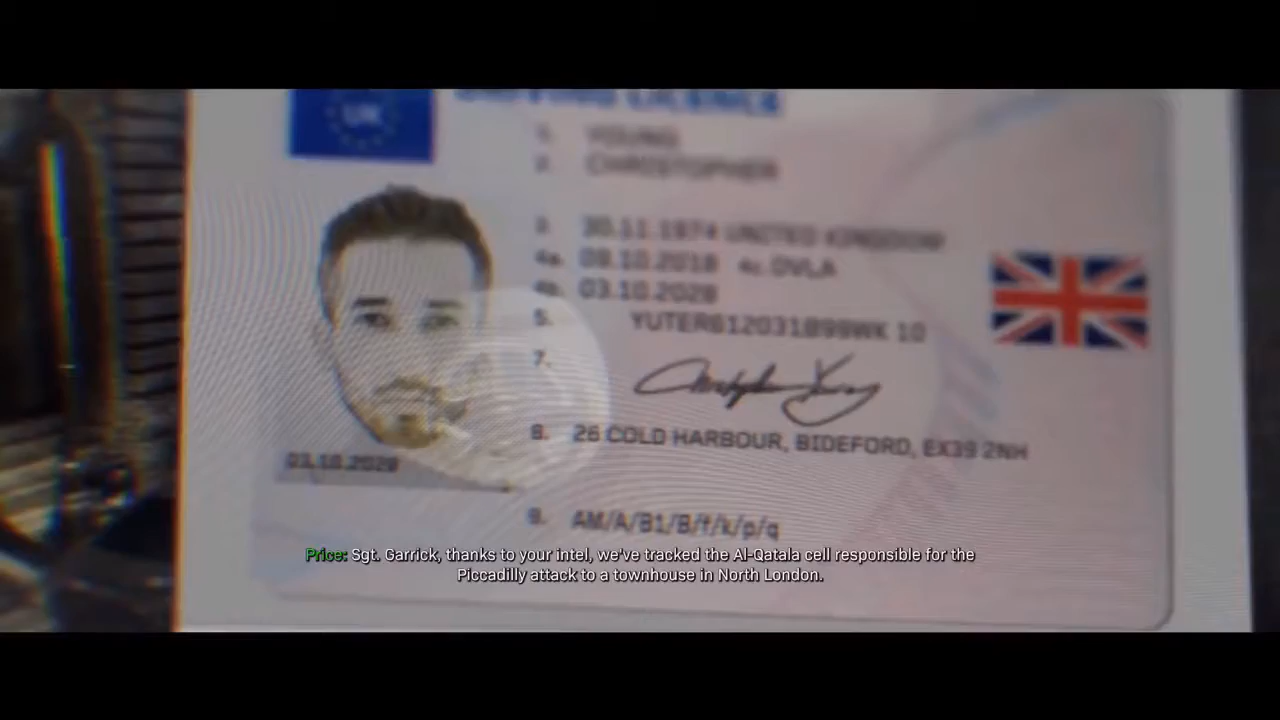 UK
DRIVING LICENCE
1. YOUNG
2. CHRISTOPHER
3. 30.11.1974 UNITED KINGDOM
4a. 09.10.2018 4c. DVLA
4b. 03.10.2028
5. YUTER612031899WK 10
7.
8. 26 COLD HARBOUR, BIDEFORD, EX39 2NH
03.10.2028
9. AM/A/B1/B/f/k/p/q
Price: Sgt. Garrick, thanks to your intel, we've tracked the Al-Qatala cell responsible for the
Piccadilly attack to a townhouse in North London.